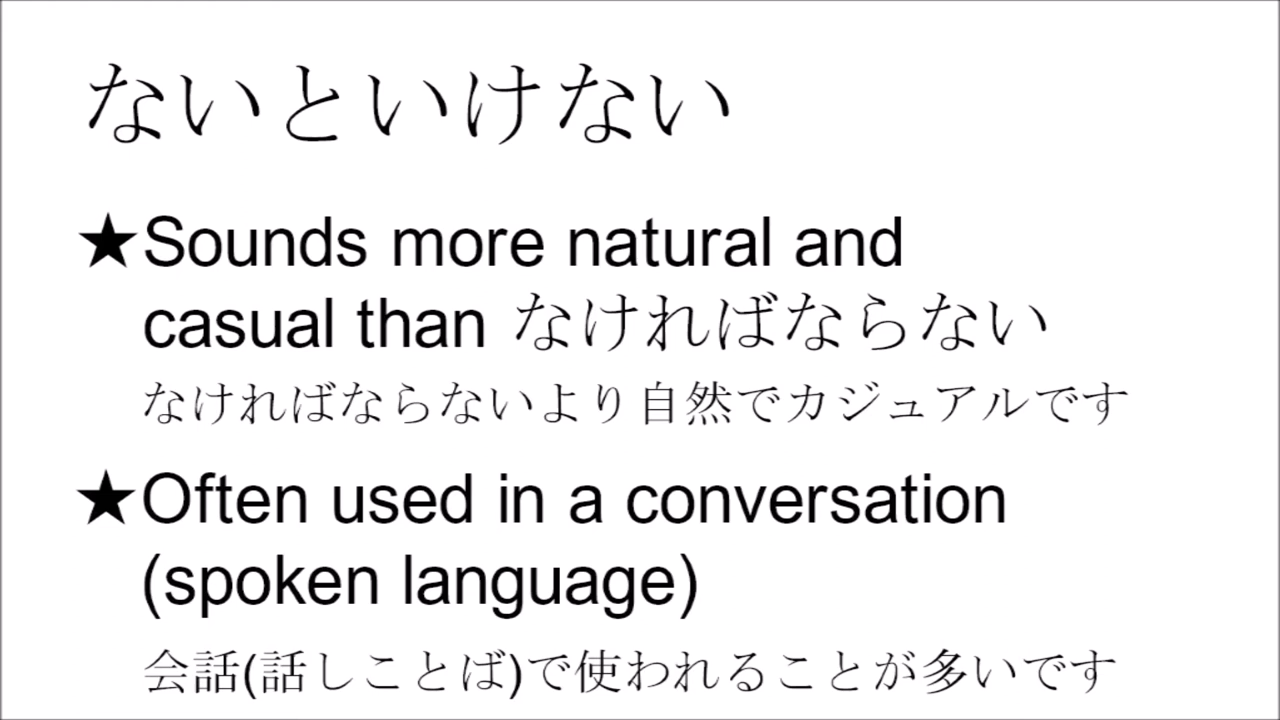 ないといけない
★Sounds more natural and
casual than なければならない
なければならないより自然でカジュアルです
★Often used in a conversation
(spoken language)
会話(話しことば)で使われることが多いです